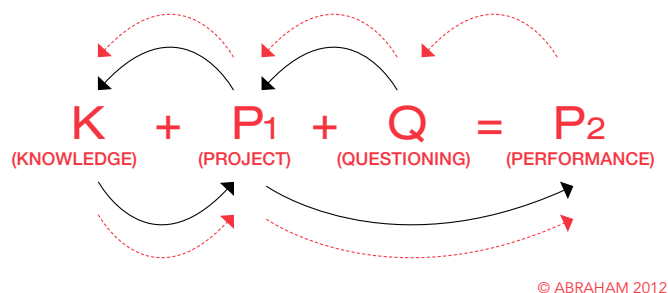 K + P1 + Q = P2
(KNOWLEDGE) (PROJECT) (QUESTIONING) (PERFORMANCE)
© ABRAHAM 2012